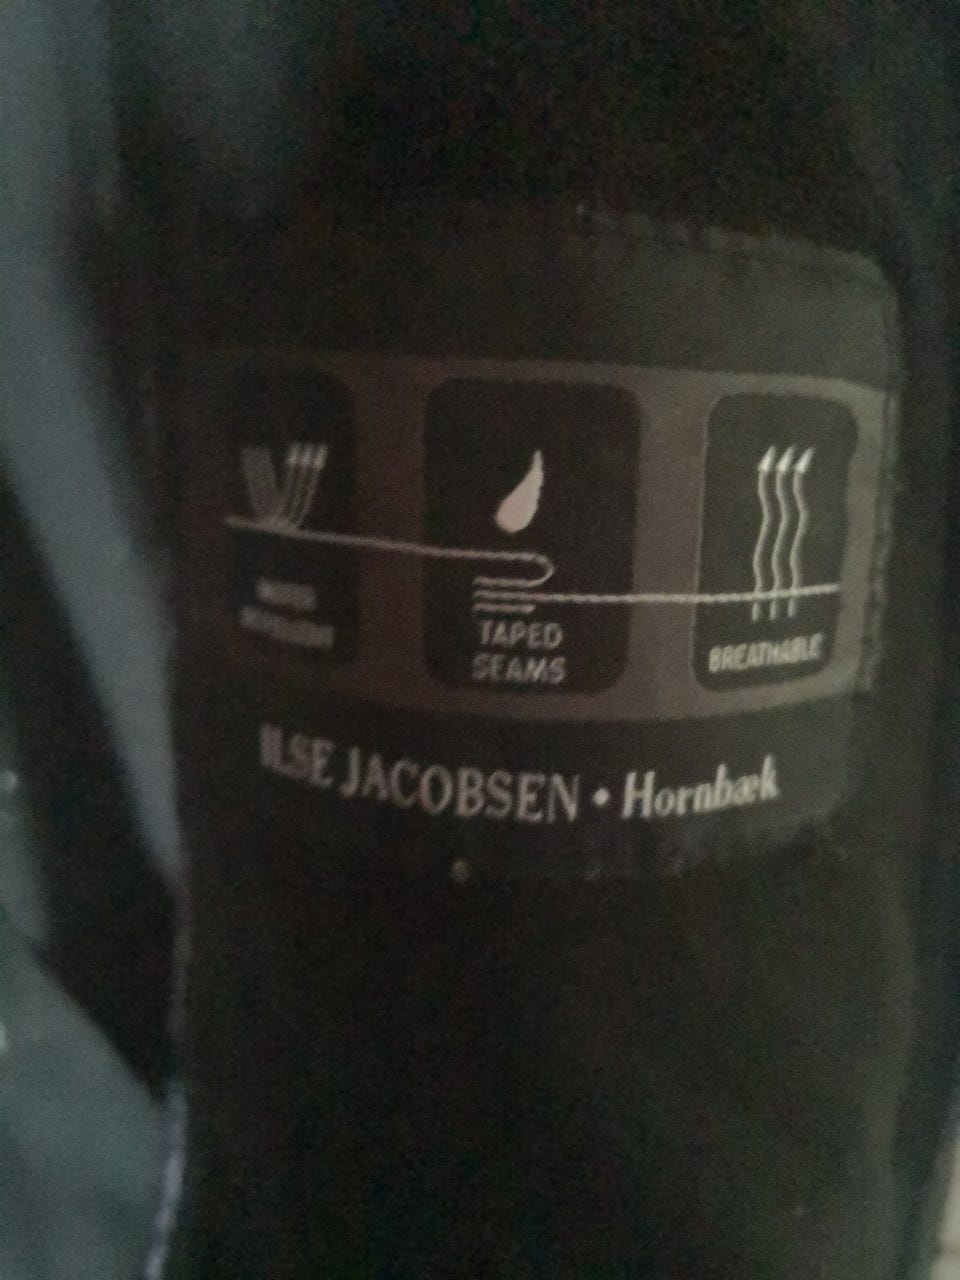 TAPED
SEAMS
BREATHABLE
ILSE JACOBSEN • Hornbæk